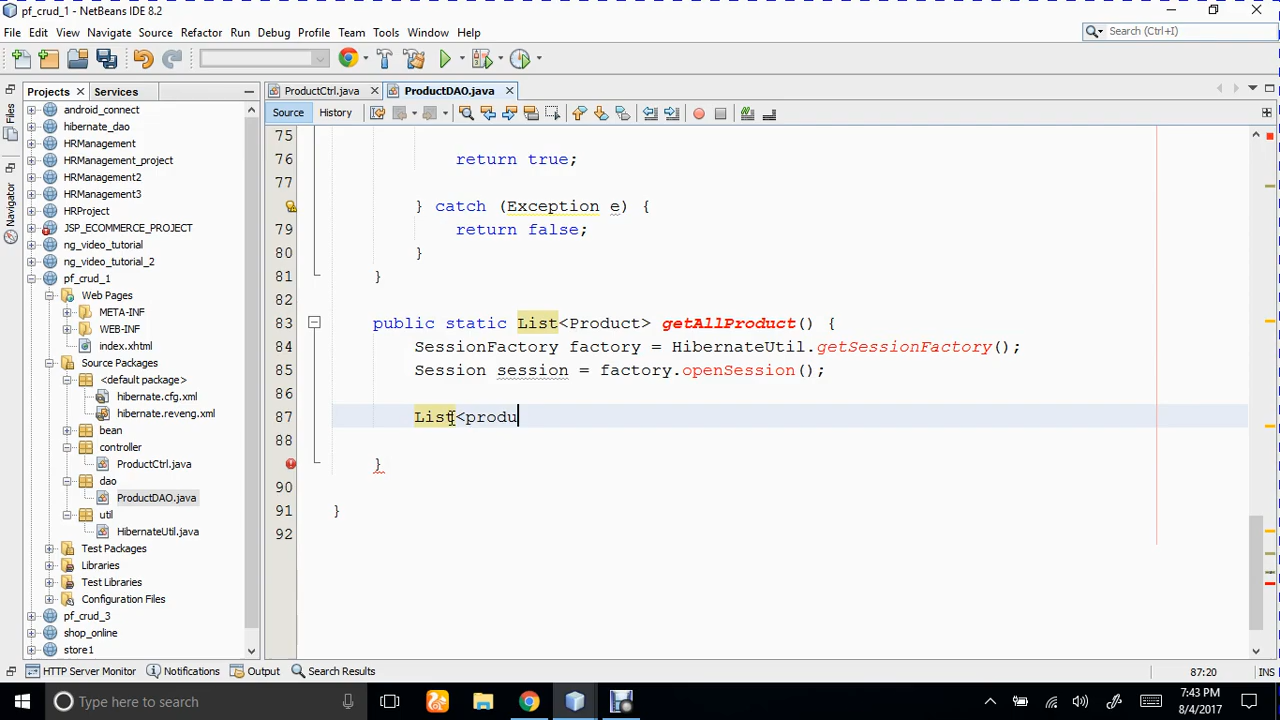 pf_crud_1 - NetBeans IDE 8.2
File Edit View Navigate Source Refactor Run Debug Profile Team Tools Window Help
Search (Ctrl+I)
Projects Services
ProductCtrl.java ProductDAO.java
Source History
Files
Navigator
android_connect
hibernate_dao
HRManagement
HRManagement_project
HRManagement2
HRManagement3
HRProject
JSP_ECOMMERCE_PROJECT
ng_video_tutorial
ng_video_tutorial_2
pf_crud_1
Web Pages
META-INF
WEB-INF
index.xhtml
Source Packages
<default package>
hibernate.cfg.xml
hibernate.reveng.xml
bean
controller
ProductCtrl.java
dao
ProductDAO.java
util
HibernateUtil.java
Test Packages
Libraries
Test Libraries
Configuration Files
pf_crud_3
shop_online
store1
75
76 return true;
77
} catch (Exception e) {
79 return false;
80 }
81 }
82
83 public static List<Product> getAllProduct() {
84 SessionFactory factory = HibernateUtil.getSessionFactory();
85 Session session = factory.openSession();
86
87 List<produ
88
}
90
91 }
92
HTTP Server Monitor Notifications Output Search Results
87:20 INS
Type here to search
7:43 PM
8/4/2017